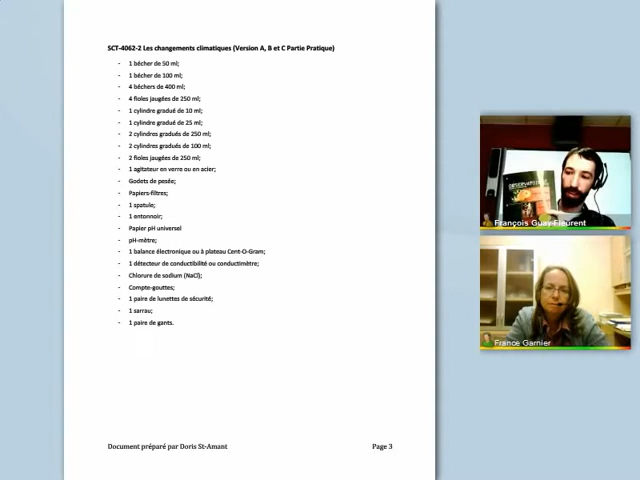 SCT-4062-2 Les changements climatiques (Version A, B et C Partie Pratique)
- 1 bécher de 50 ml;
- 1 bécher de 100 ml;
- 4 béchers de 400 ml;
- 4 fioles jaugées de 250 ml;
- 1 cylindre gradué de 10 ml;
- 1 cylindre gradué de 25 ml;
- 2 cylindres gradués de 250 ml;
- 2 cylindres gradués de 100 ml;
- 2 fioles jaugées de 250 ml;
- 1 agitateur en verre ou en acier;
- Godets de pesée;
- Papiers-filtres;
- 1 spatule;
- 1 entonnoir;
- Papier pH universel
- pH-mètre;
- 1 balance électronique ou à plateau Cent-O-Gram;
- 1 détecteur de conductibilité ou conductimètre;
- Chlorure de sodium (NaCl);
- Compte-gouttes;
- 1 paire de lunettes de sécurité;
- 1 sarrau;
- 1 paire de gants.
Document préparé par Doris St-Amant
Page 3
François Guay-Fleurent
France Garnier